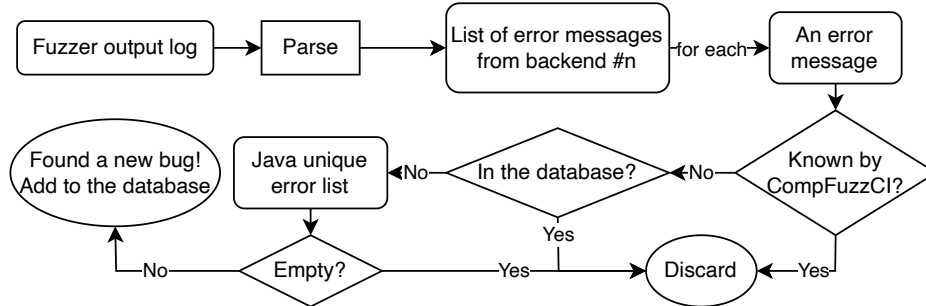 Fuzzer output log
Parse
List of error messages
from backend #n
for each
An error
message
Known by
CompFuzzCI?
No
Yes
In the database?
No
Yes
Java unique
error list
Empty?
No
Yes
Found a new bug!
Add to the database
Discard